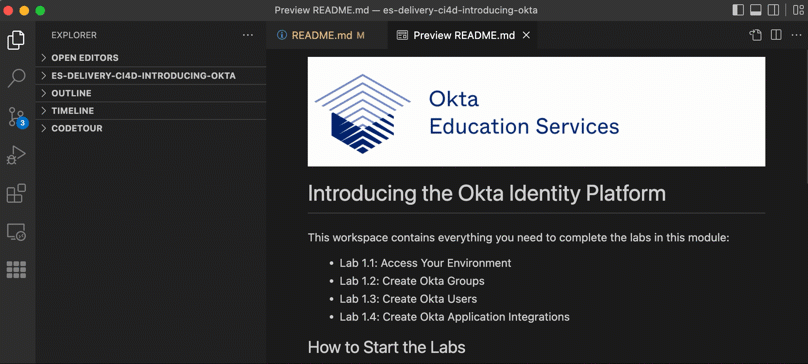 Preview README.md — es-delivery-ci4d-introducing-okta
EXPLORER
README.md M
Preview README.md
OPEN EDITORS
ES-DELIVERY-CI4D-INTRODUCING-OKTA
OUTLINE
TIMELINE
CODETOUR
3
Okta
Education Services
Introducing the Okta Identity Platform
This workspace contains everything you need to complete the labs in this module:
• Lab 1.1: Access Your Environment
• Lab 1.2: Create Okta Groups
• Lab 1.3: Create Okta Users
• Lab 1.4: Create Okta Application Integrations
How to Start the Labs